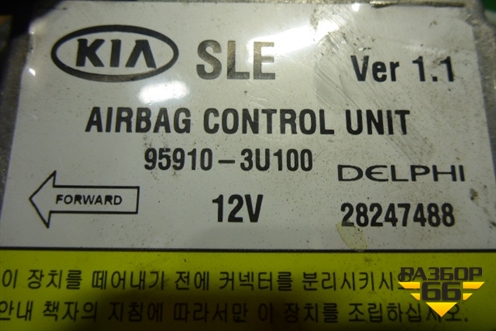 KIA SLE Ver 1.1
AIRBAG CONTROL UNIT
95910-3U100 DELPHI
FORWARD 12V 28247488
이 장치를 떼어내기 전에 커넥터를 분리시키시
안내 책자의 지침에 따라서만 이 장치를 조립하십시
РАЗБОР
66